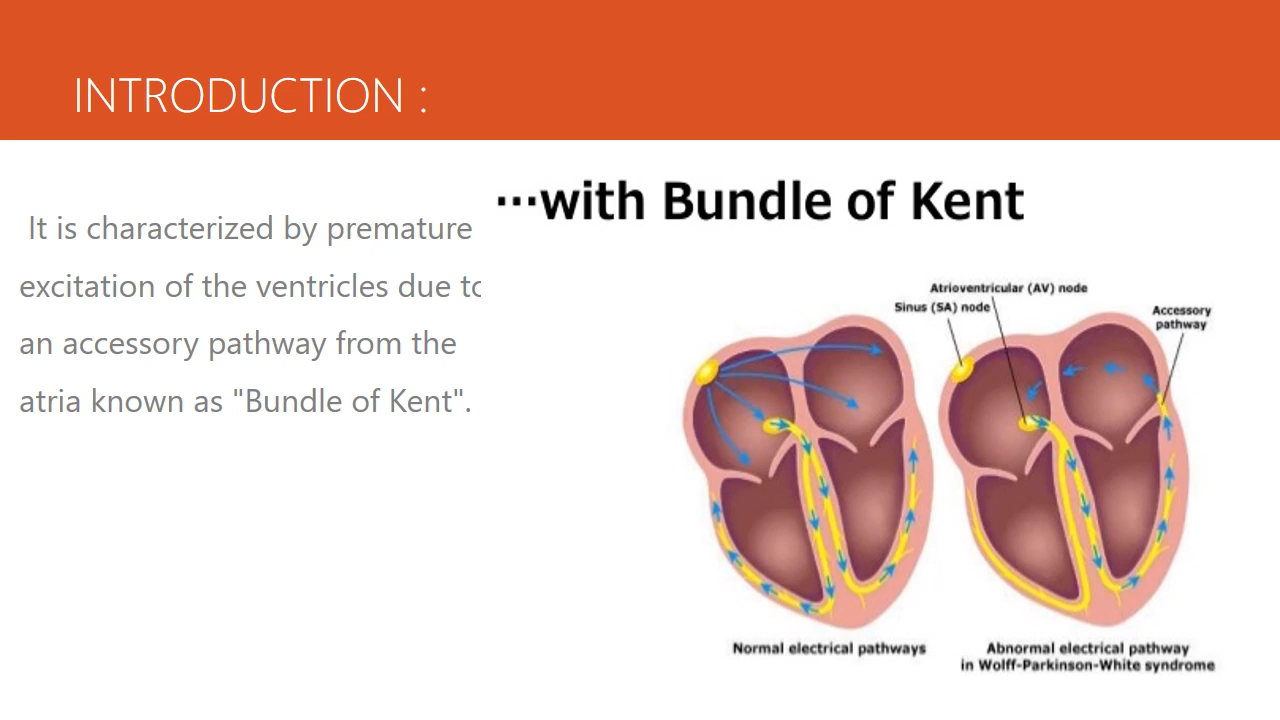 INTRODUCTION :
It is characterized by premature
excitation of the ventricles due to
an accessory pathway from the
atria known as "Bundle of Kent".
...with Bundle of Kent
Atrioventricular (AV) node
Sinus (SA) node
Accessory
pathway
Normal electrical pathways
Abnormal electrical pathway
in Wolff-Parkinson-White syndrome